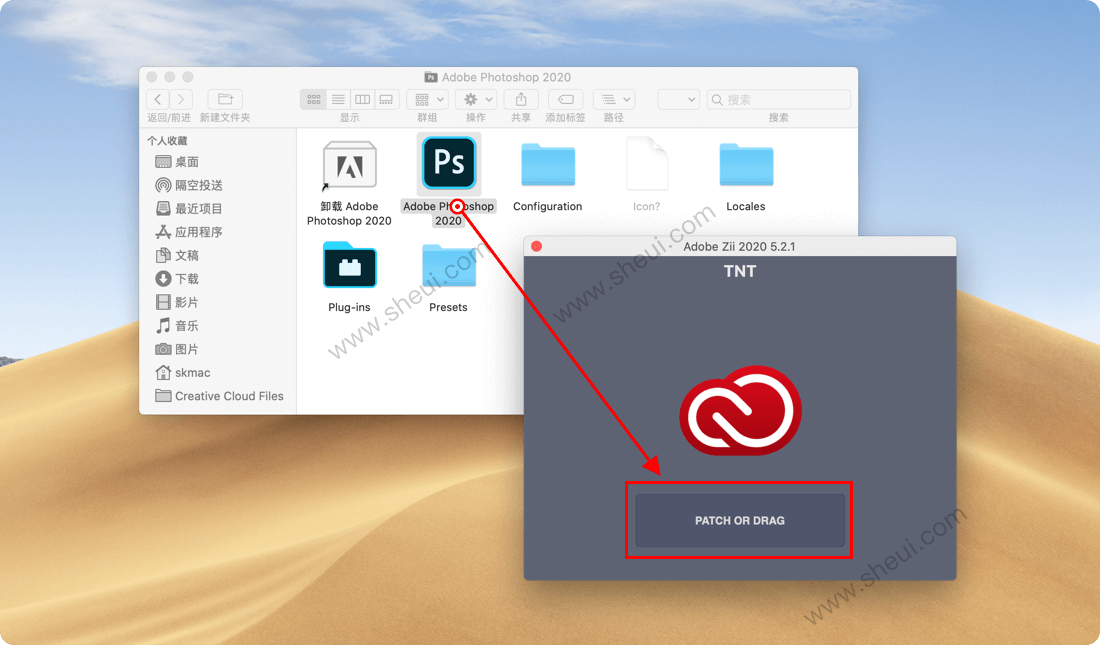 Adobe Photoshop 2020
返回/前进
新建文件夹
显示
群组
操作
共享
添加标签
路径
搜索
搜索
个人收藏
桌面
隔空投送
最近项目
应用程序
文稿
下载
影片
音乐
图片
skmac
Creative Cloud Files
卸载 Adobe
Photoshop 2020
Ps
Adobe Photoshop
2020
Configuration
Icon?
Locales
Plug-ins
Presets
Adobe Zii 2020 5.2.1
TNT
PATCH OR DRAG
www.sheui.com
www.sheui.com
www.sheui.com